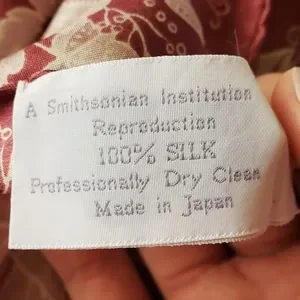 A Smithsonian Institution
Reproduction
100% SILK
Professionally Dry Clean
Made in Japan